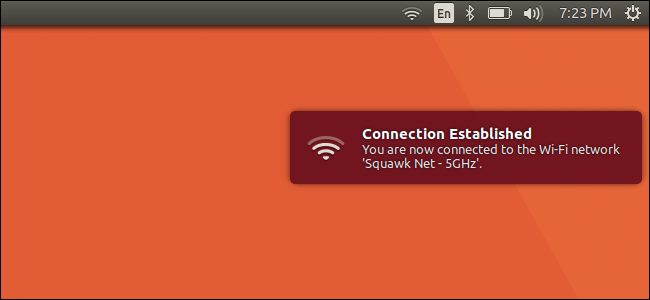 En
7:23 PM
Connection Established
You are now connected to the Wi-Fi network
'Squawk Net - 5GHz'.